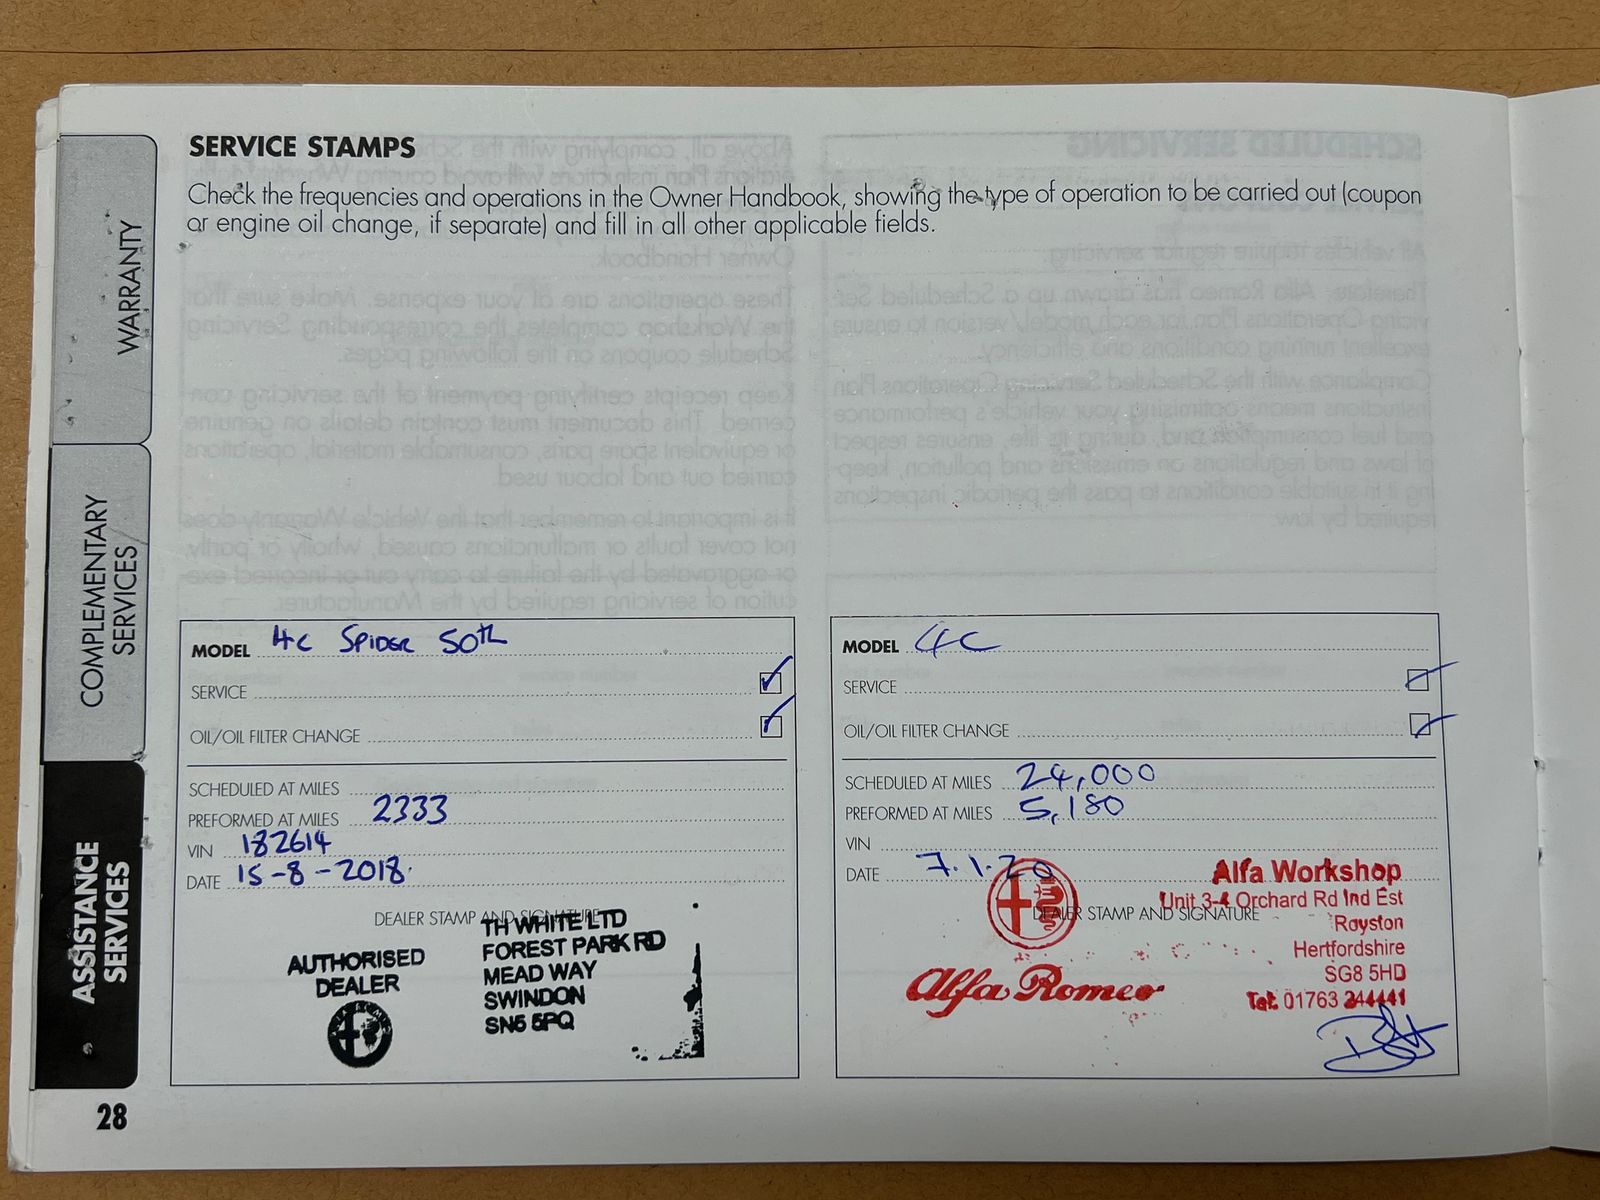 SERVICE STAMPS
Check the frequencies and operations in the Owner Handbook, showing the type of operation to be carried out (coupon
or engine oil change, if separate) and fill in all other applicable fields.
WARRANTY
COMPLEMENTARY
SERVICES
ASSISTANCE
SERVICES
MODEL 4C SPIDER 50th
SERVICE
OIL/OIL FILTER CHANGE
SCHEDULED AT MILES
PREFORMED AT MILES 2333
VIN 182614
DATE 15-8-2018
DEALER STAMP AND SIGNATURE
AUTHORISED
DEALER
TH WHITE LTD
FOREST PARK RD
MEAD WAY
SWINDON
SN5 5PQ
MODEL 4C
SERVICE
OIL/OIL FILTER CHANGE
SCHEDULED AT MILES 24,000
PREFORMED AT MILES 5,180
VIN
DATE 7.1.20
DEALER STAMP AND SIGNATURE
Alfa Romeo
Alfa Workshop
Unit 3-4 Orchard Rd Ind Est
Royston
Hertfordshire
SG8 5HD
Tel: 01763 244441
28